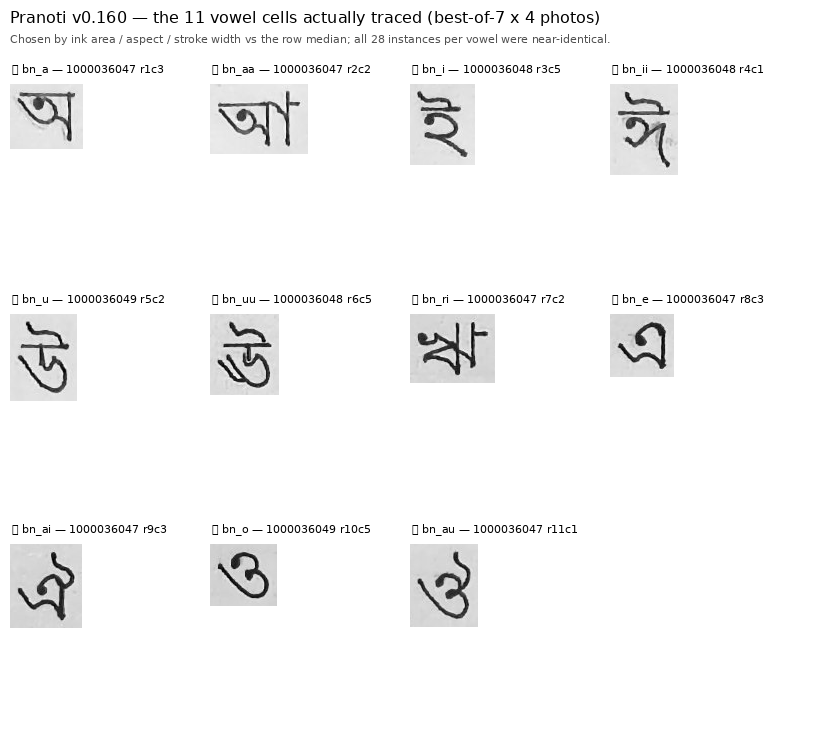 Pranoti v0.160 — the 11 vowel cells actually traced (best-of-7 x 4 photos)
Chosen by ink area / aspect / stroke width vs the row median; all 28 instances per vowel were near-identical.
bn_a — 1000036047 r1c3
bn_aa — 1000036047 r2c2
bn_i — 1000036048 r3c5
bn_ii — 1000036048 r4c1
অ
আ
ই
ঈ
bn_u — 1000036049 r5c2
bn_uu — 1000036048 r6c5
bn_ri — 1000036047 r7c2
bn_e — 1000036047 r8c3
উ
ঊ
ঋ
এ
bn_ai — 1000036047 r9c3
bn_o — 1000036049 r10c5
bn_au — 1000036047 r11c1
ঐ
ও
ঔ